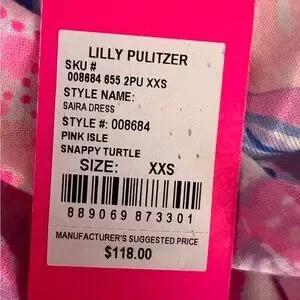 LILLY PULITZER
SKU #
008684 655 2PU XXS
STYLE NAME:
SAIRA DRESS
STYLE #: 008684
PINK ISLE
SNAPPY TURTLE
SIZE: XXS
889069 873301
MANUFACTURER'S SUGGESTED PRICE
$118.00